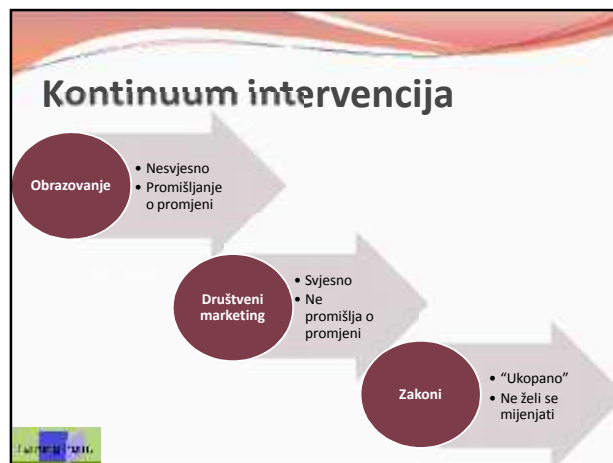 Kontinuum intervencija
Obrazovanje
• Nesvjesno
• Promišljanje
o promjeni
Društveni
marketing
• Svjesno
• Ne
promišlja o
promjeni
Zakoni
• “Ukopano”
• Ne želi se
mijenjati